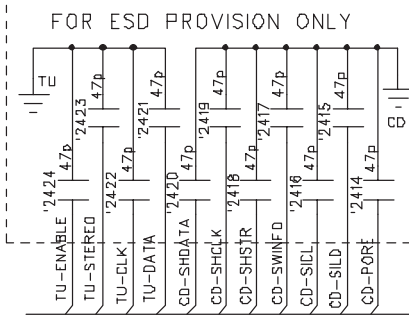 FOR ESD PROVISION ONLY
TU
CD
'2423
47p
'2421
47p
'2419
47p
'2417
47p
'2415
47p
'2424
47p
'2422
47p
'2420
47p
'2418
47p
'2416
47p
'2414
47p
TU-ENABLE
TU-STEREO
TU-CLK
TU-DATA
CD-SHDATA
CD-SHCLK
CD-SHSTR
CD-SWINFO
CD-SICL
CD-SILD
CD-PORE